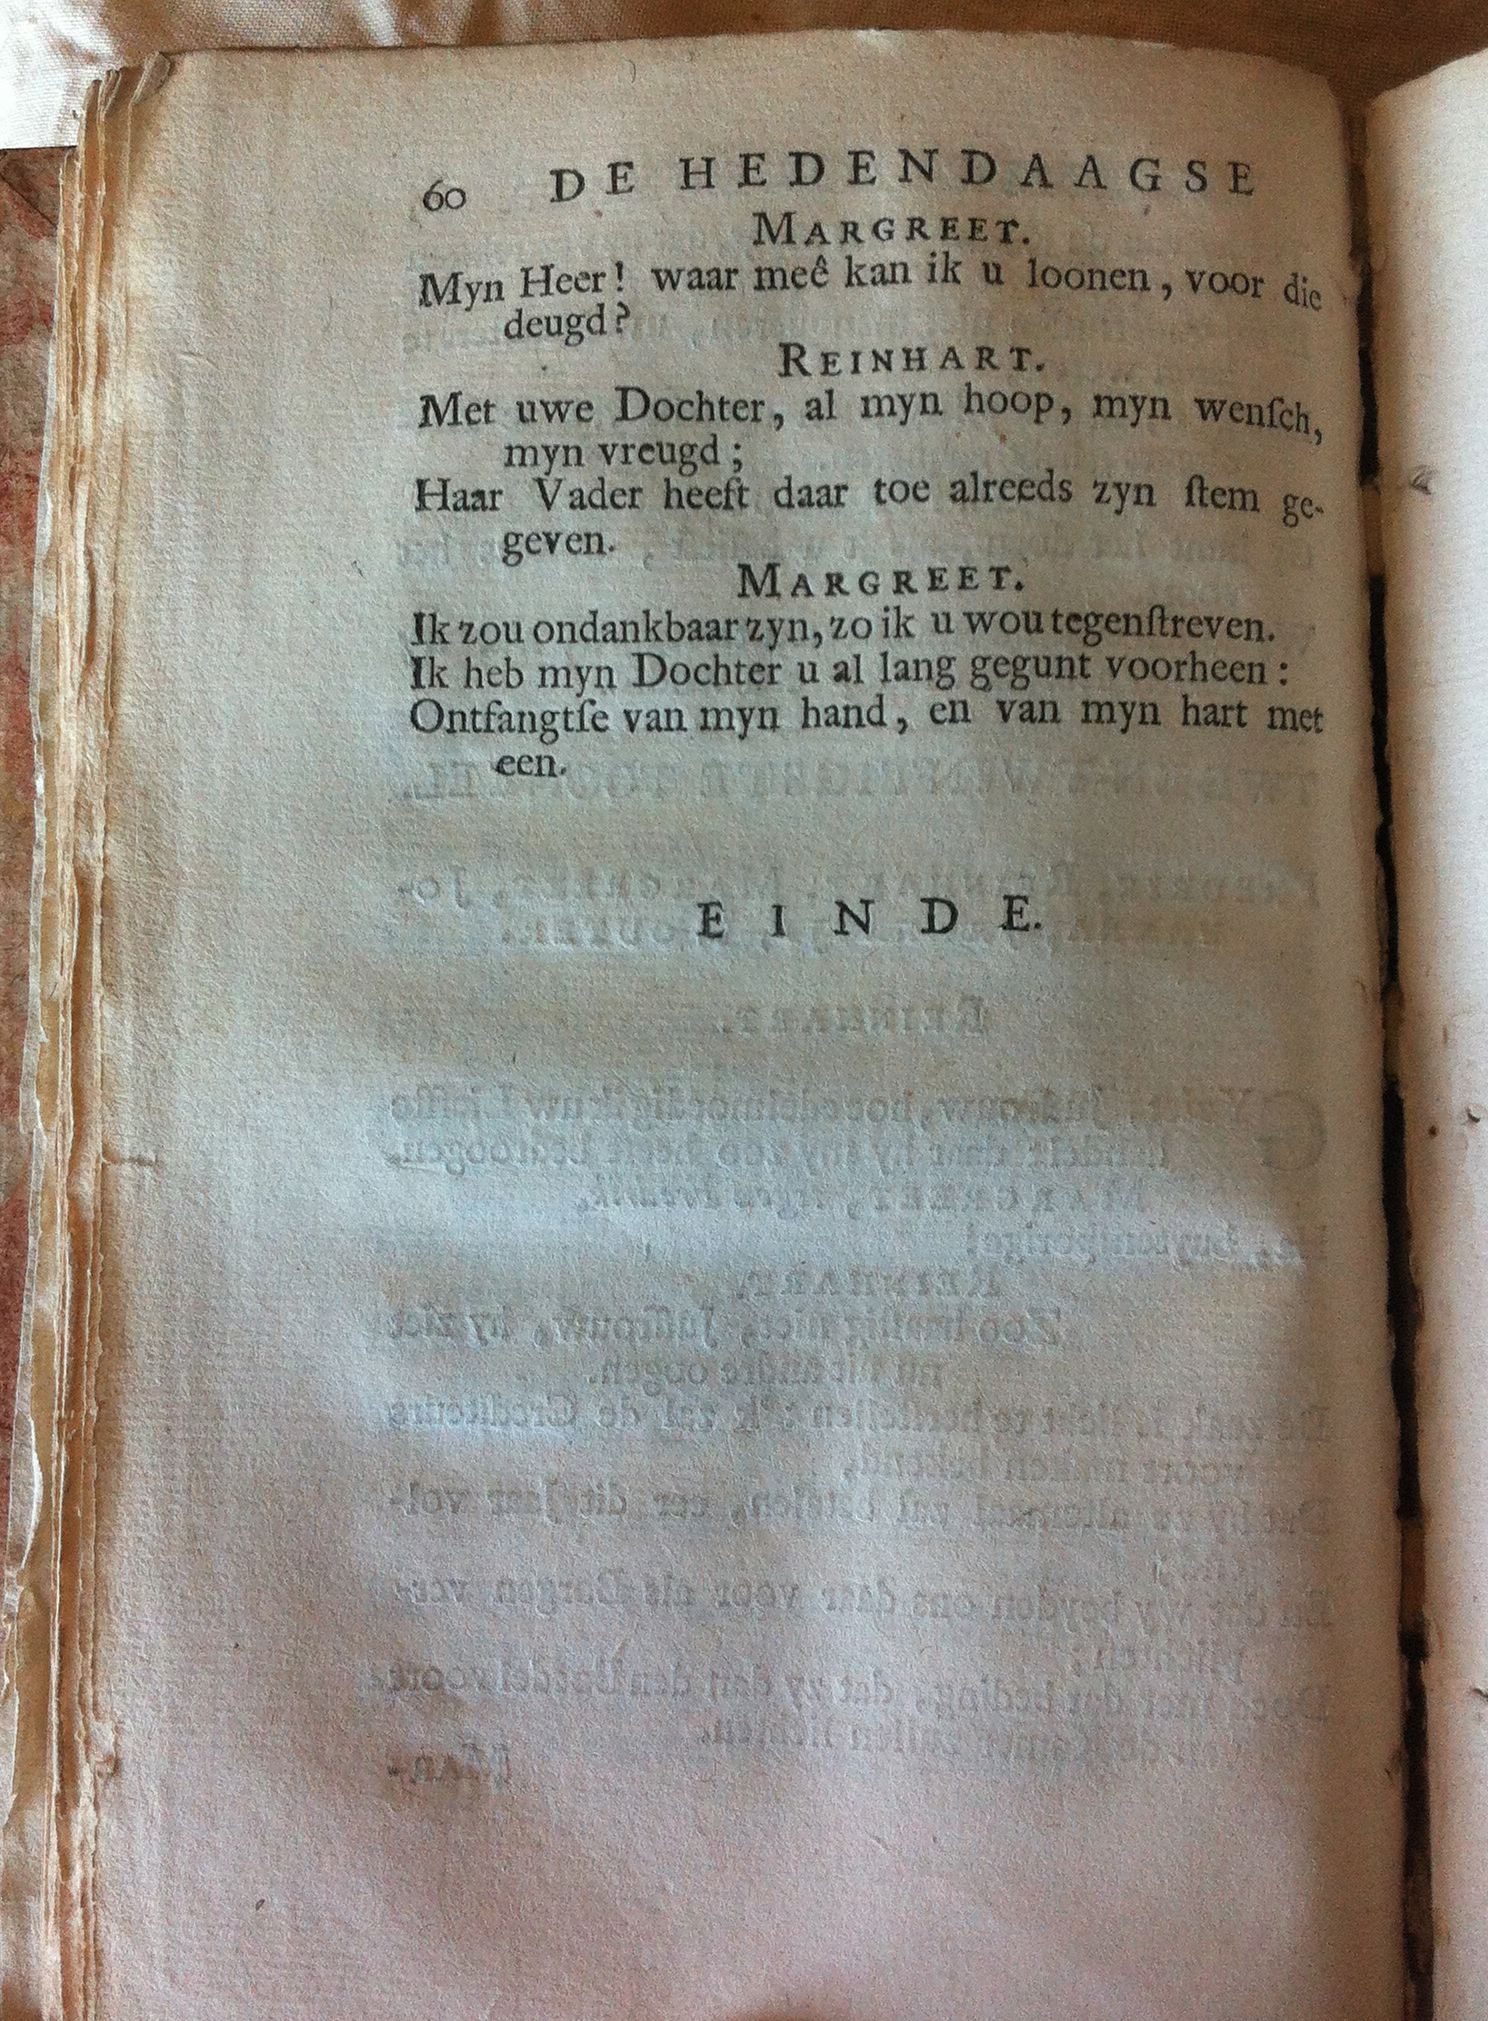 60 DE HEDENDAAGSE
MARGREET.
Myn Heer! waar meê kan ik u loonen, voor die
deugd?
REINHART.
Met uwe Dochter, al myn hoop, myn wenſch,
myn vreugd;
Haar Vader heeft daar toe alreeds zyn ſtem ge-
geven.
MARGREET.
Ik zou ondankbaar zyn, zo ik u wou tegenſtreven.
Ik heb myn Dochter u al lang gegunt voorheen:
Ontfangtſe van myn hand, en van myn hart met
een.
EINDE.